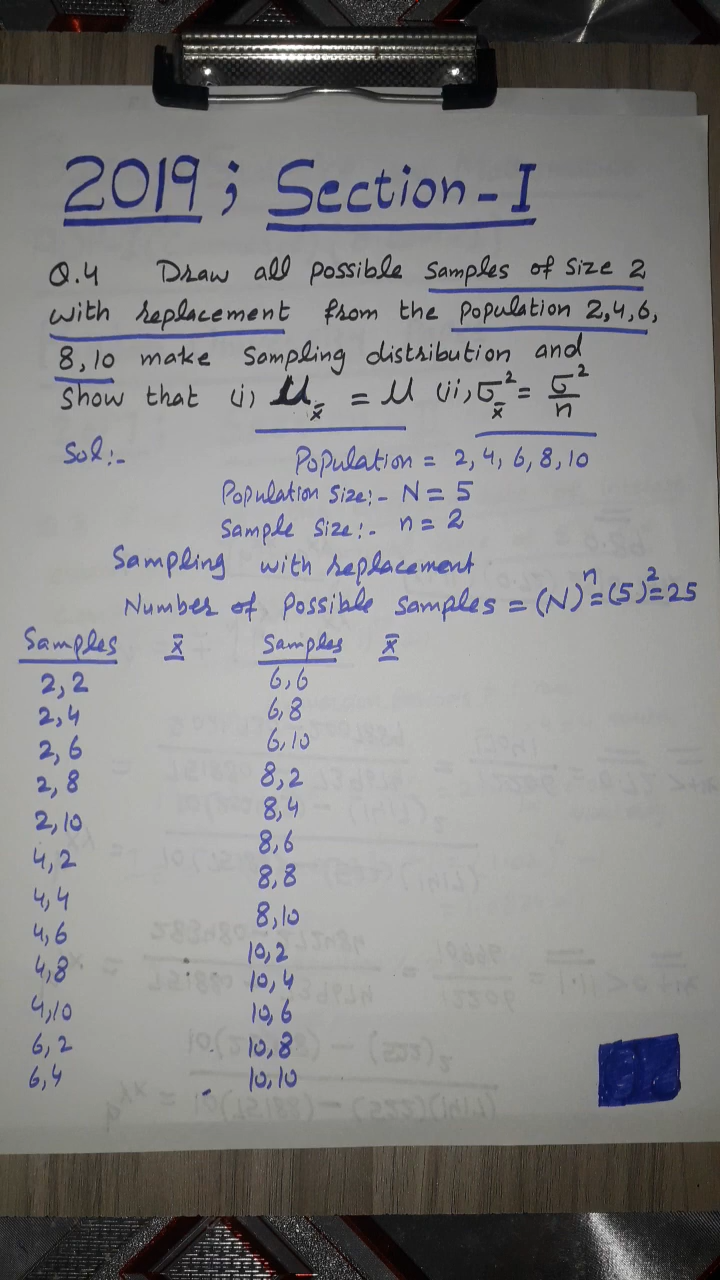 2019; Section-I
Q.4 Draw all possible samples of size 2
with replacement from the population 2,4,6,
8,10 make sampling distribution and
Show that (i) μx̄ = μ (ii) σ²x̄ = σ²/n
Sol:-
Population = 2, 4, 6, 8, 10
Population Size:- N = 5
Sample Size:- n = 2
Sampling with replacement
Number of Possible samples = (N)ⁿ = (5)² = 25
Samples x̄ Samples x̄
2,2 6,6
2,4 6,8
2,6 6,10
2,8 8,2
2,10 8,4
4,2 8,6
4,4 8,8
4,6 8,10
4,8 10,2
4,10 10,4
6,2 10,6
6,4 10,8
10,10